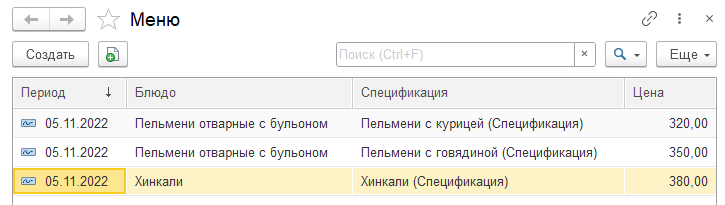 Меню
Создать Поиск (Ctrl+F) × Еще
Период ↓ Блюдо Спецификация Цена
05.11.2022 Пельмени отварные с бульоном Пельмени с курицей (Спецификация) 320,00
05.11.2022 Пельмени отварные с бульоном Пельмени с говядиной (Спецификация) 350,00
05.11.2022 Хинкали Хинкали (Спецификация) 380,00